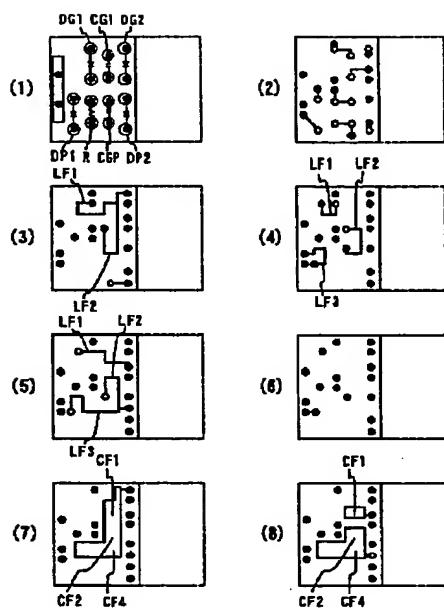 DG1 CG1 DG2
(1)
DP1 R CGP DP2
(2)
LF1
(3)
LF2
LF1 LF2
(4)
LF3
LF1 LF2
(5)
LF3
(6)
CF1
(7)
CF2 CF4
CF1
(8)
CF2 CF4